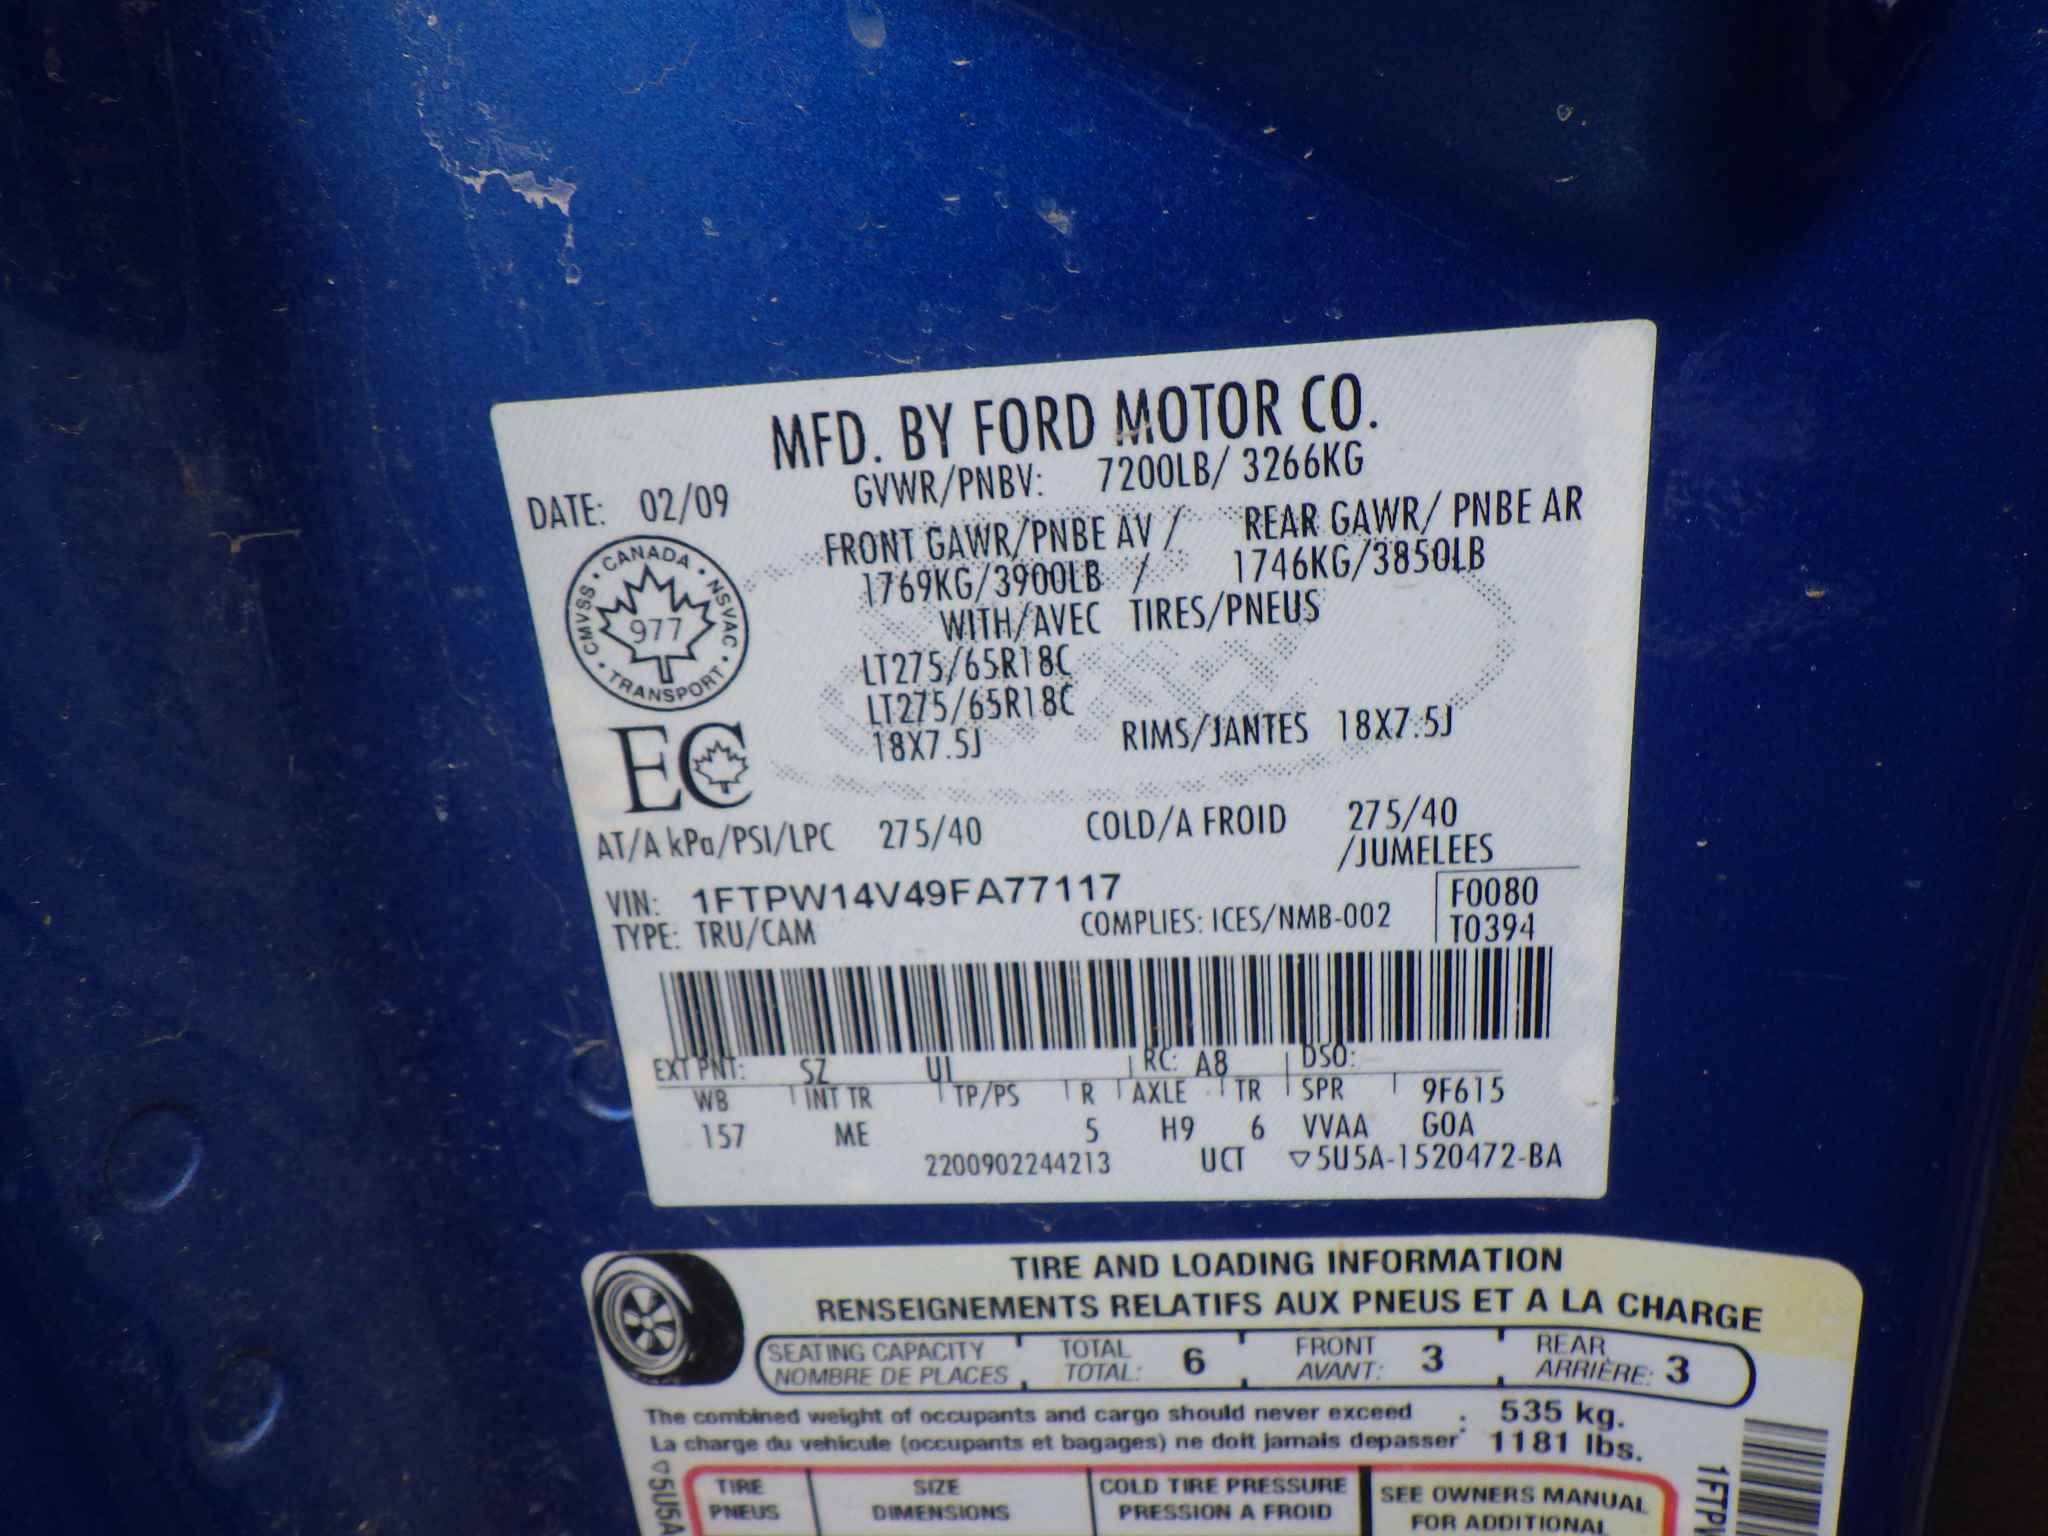 MFD. BY FORD MOTOR CO.
DATE: 02/09 GVWR/PNBV: 7200LB/ 3266KG
FRONT GAWR/PNBE AV / REAR GAWR/ PNBE AR
1769KG/3900LB / 1746KG/3850LB
WITH/AVEC TIRES/PNEUS
CMVSS • CANADA • NSVAC • TRANSPORT •
977
LT275/65R18C
LT275/65R18C
18X7.5J RIMS/JANTES 18X7.5J
EC
AT/A kPa/PSI/LPC 275/40 COLD/A FROID 275/40
/JUMELEES
VIN: 1FTPW14V49FA77117 F0080
TYPE: TRU/CAM COMPLIES: ICES/NMB-002 T0394
EXT PNT: SZ UI RC: A8 DSO:
WB INT TR TP/PS R AXLE TR SPR 9F615
157 ME 5 H9 6 VVAA GOA
2200902244213 UCT ▽5U5A-1520472-BA
TIRE AND LOADING INFORMATION
RENSEIGNEMENTS RELATIFS AUX PNEUS ET A LA CHARGE
SEATING CAPACITY TOTAL 6 FRONT 3 REAR 3
NOMBRE DE PLACES TOTAL: AVANT: ARRIÈRE:
The combined weight of occupants and cargo should never exceed : 535 kg.
La charge du vehicule (occupants et bagages) ne doit jamais depasser : 1181 lbs.
TIRE SIZE COLD TIRE PRESSURE SEE OWNERS MANUAL
PNEUS DIMENSIONS PRESSION A FROID FOR ADDITIONAL
▽5U5A
1FTP